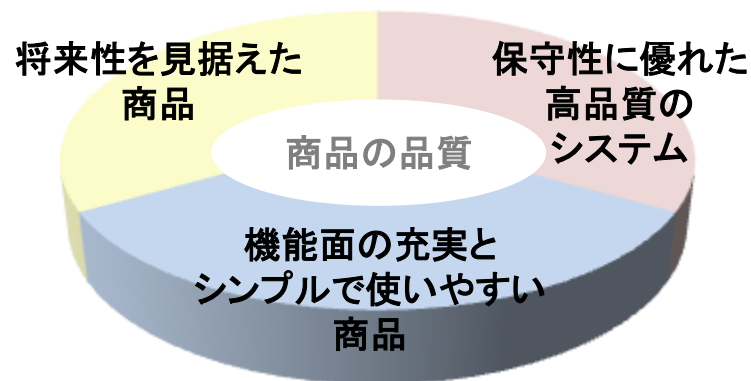 将来性を見据えた
商品
保守性に優れた
高品質の
システム
商品の品質
機能面の充実と
シンプルで使いやすい
商品